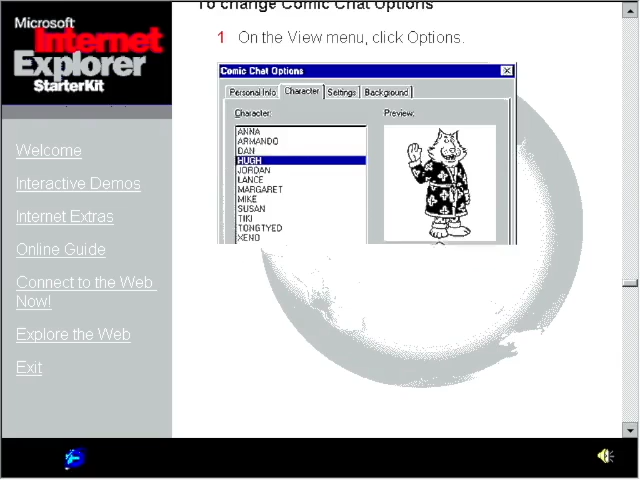 To change Comic Chat Options
Microsoft
Internet
Explorer
StarterKit
1 On the View menu, click Options.
Comic Chat Options
Personal Info Character Settings Background
Character: Preview:
ANNA
ARMANDO
DAN
HUGH
JORDAN
LANCE
MARGARET
MIKE
SUSAN
TIKI
TONGTYED
XENO
Welcome
Interactive Demos
Internet Extras
Online Guide
Connect to the Web
Now!
Explore the Web
Exit